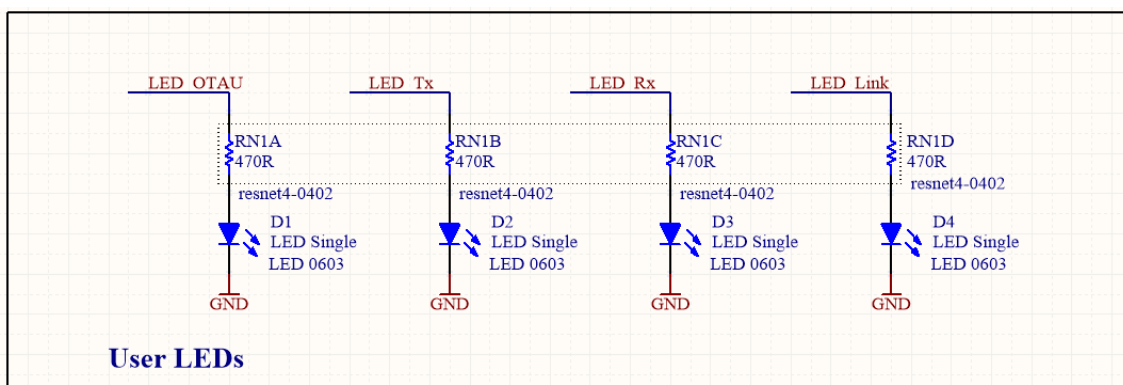 LED_OTAU
LED_Tx
LED_Rx
LED_Link
RN1A
470R
resnet4-0402
RN1B
470R
resnet4-0402
RN1C
470R
resnet4-0402
RN1D
470R
resnet4-0402
D1
LED Single
LED 0603
D2
LED Single
LED 0603
D3
LED Single
LED 0603
D4
LED Single
LED 0603
GND
GND
GND
GND
User LEDs